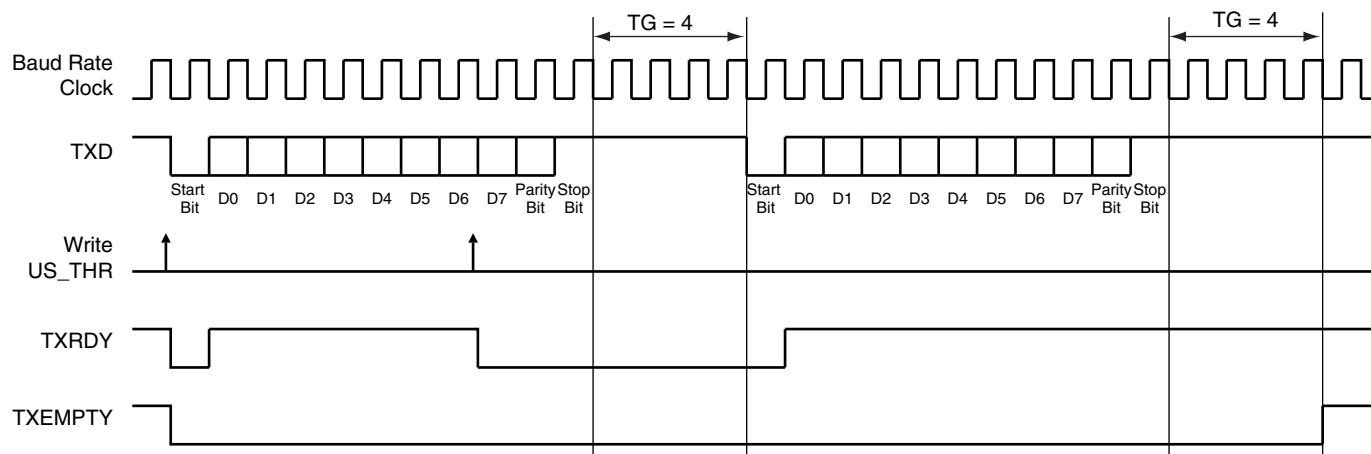 TG = 4
TG = 4
Baud Rate
Clock
TXD
Start
Bit
D0
D1
D2
D3
D4
D5
D6
D7
Parity
Bit
Stop
Bit
Start
Bit
D0
D1
D2
D3
D4
D5
D6
D7
Parity
Bit
Stop
Bit
Write
US_THR
TXRDY
TXEMPTY